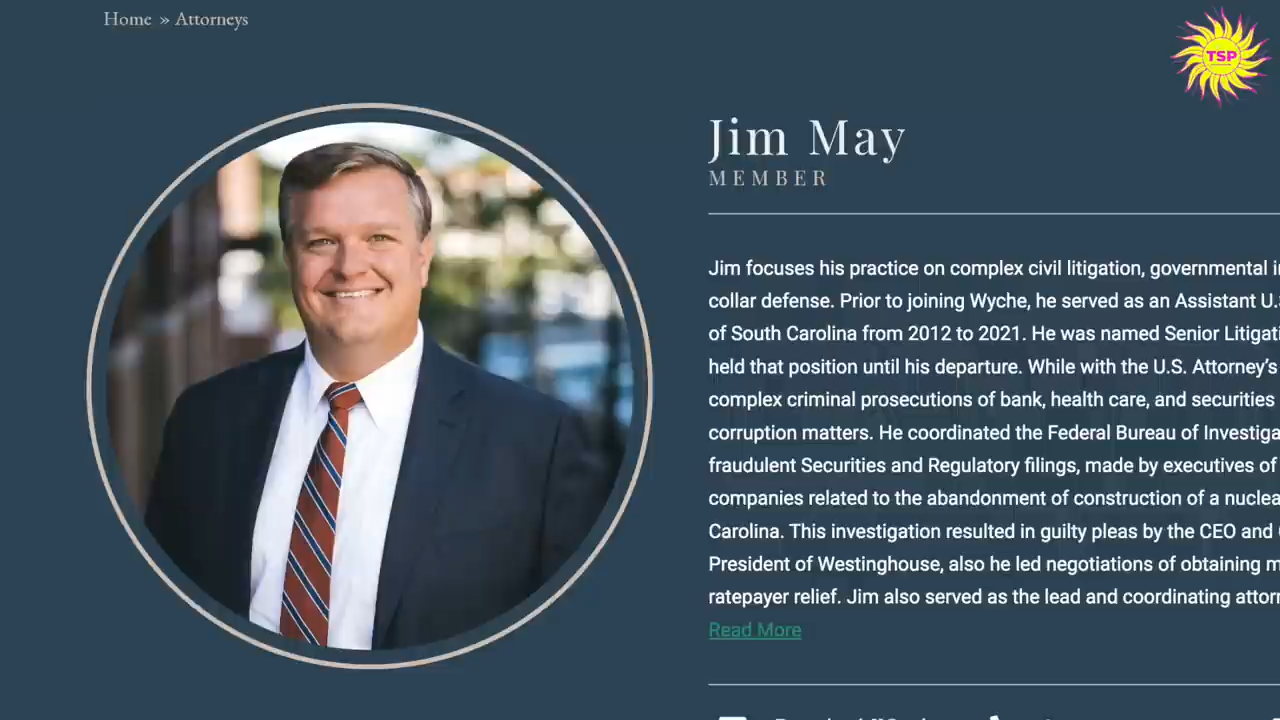 Home » Attorneys
TSP
Jim May
MEMBER
Jim focuses his practice on complex civil litigation, governmental
collar defense. Prior to joining Wyche, he served as an Assistant
of South Carolina from 2012 to 2021. He was named Senior
held that position until his departure. While with the U.S. Attorney’s
complex criminal prosecutions of bank, health care, and securities
corruption matters. He coordinated the Federal Bureau of
fraudulent Securities and Regulatory filings, made by executives of
companies related to the abandonment of construction of a
Carolina. This investigation resulted in guilty pleas by the CEO and
President of Westinghouse, also he led negotiations of obtaining
ratepayer relief. Jim also served as the lead and coordinating
Read More